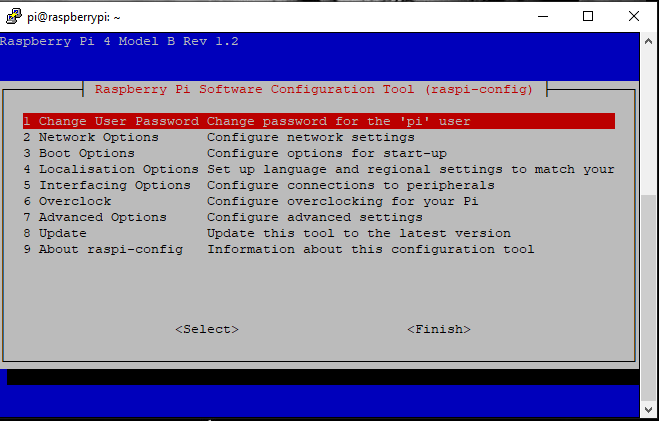 pi@raspberrypi: ~
Raspberry Pi 4 Model B Rev 1.2
Raspberry Pi Software Configuration Tool (raspi-config)
1 Change User Password Change password for the 'pi' user
2 Network Options Configure network settings
3 Boot Options Configure options for start-up
4 Localisation Options Set up language and regional settings to match your
5 Interfacing Options Configure connections to peripherals
6 Overclock Configure overclocking for your Pi
7 Advanced Options Configure advanced settings
8 Update Update this tool to the latest version
9 About raspi-config Information about this configuration tool
<Select> <Finish>